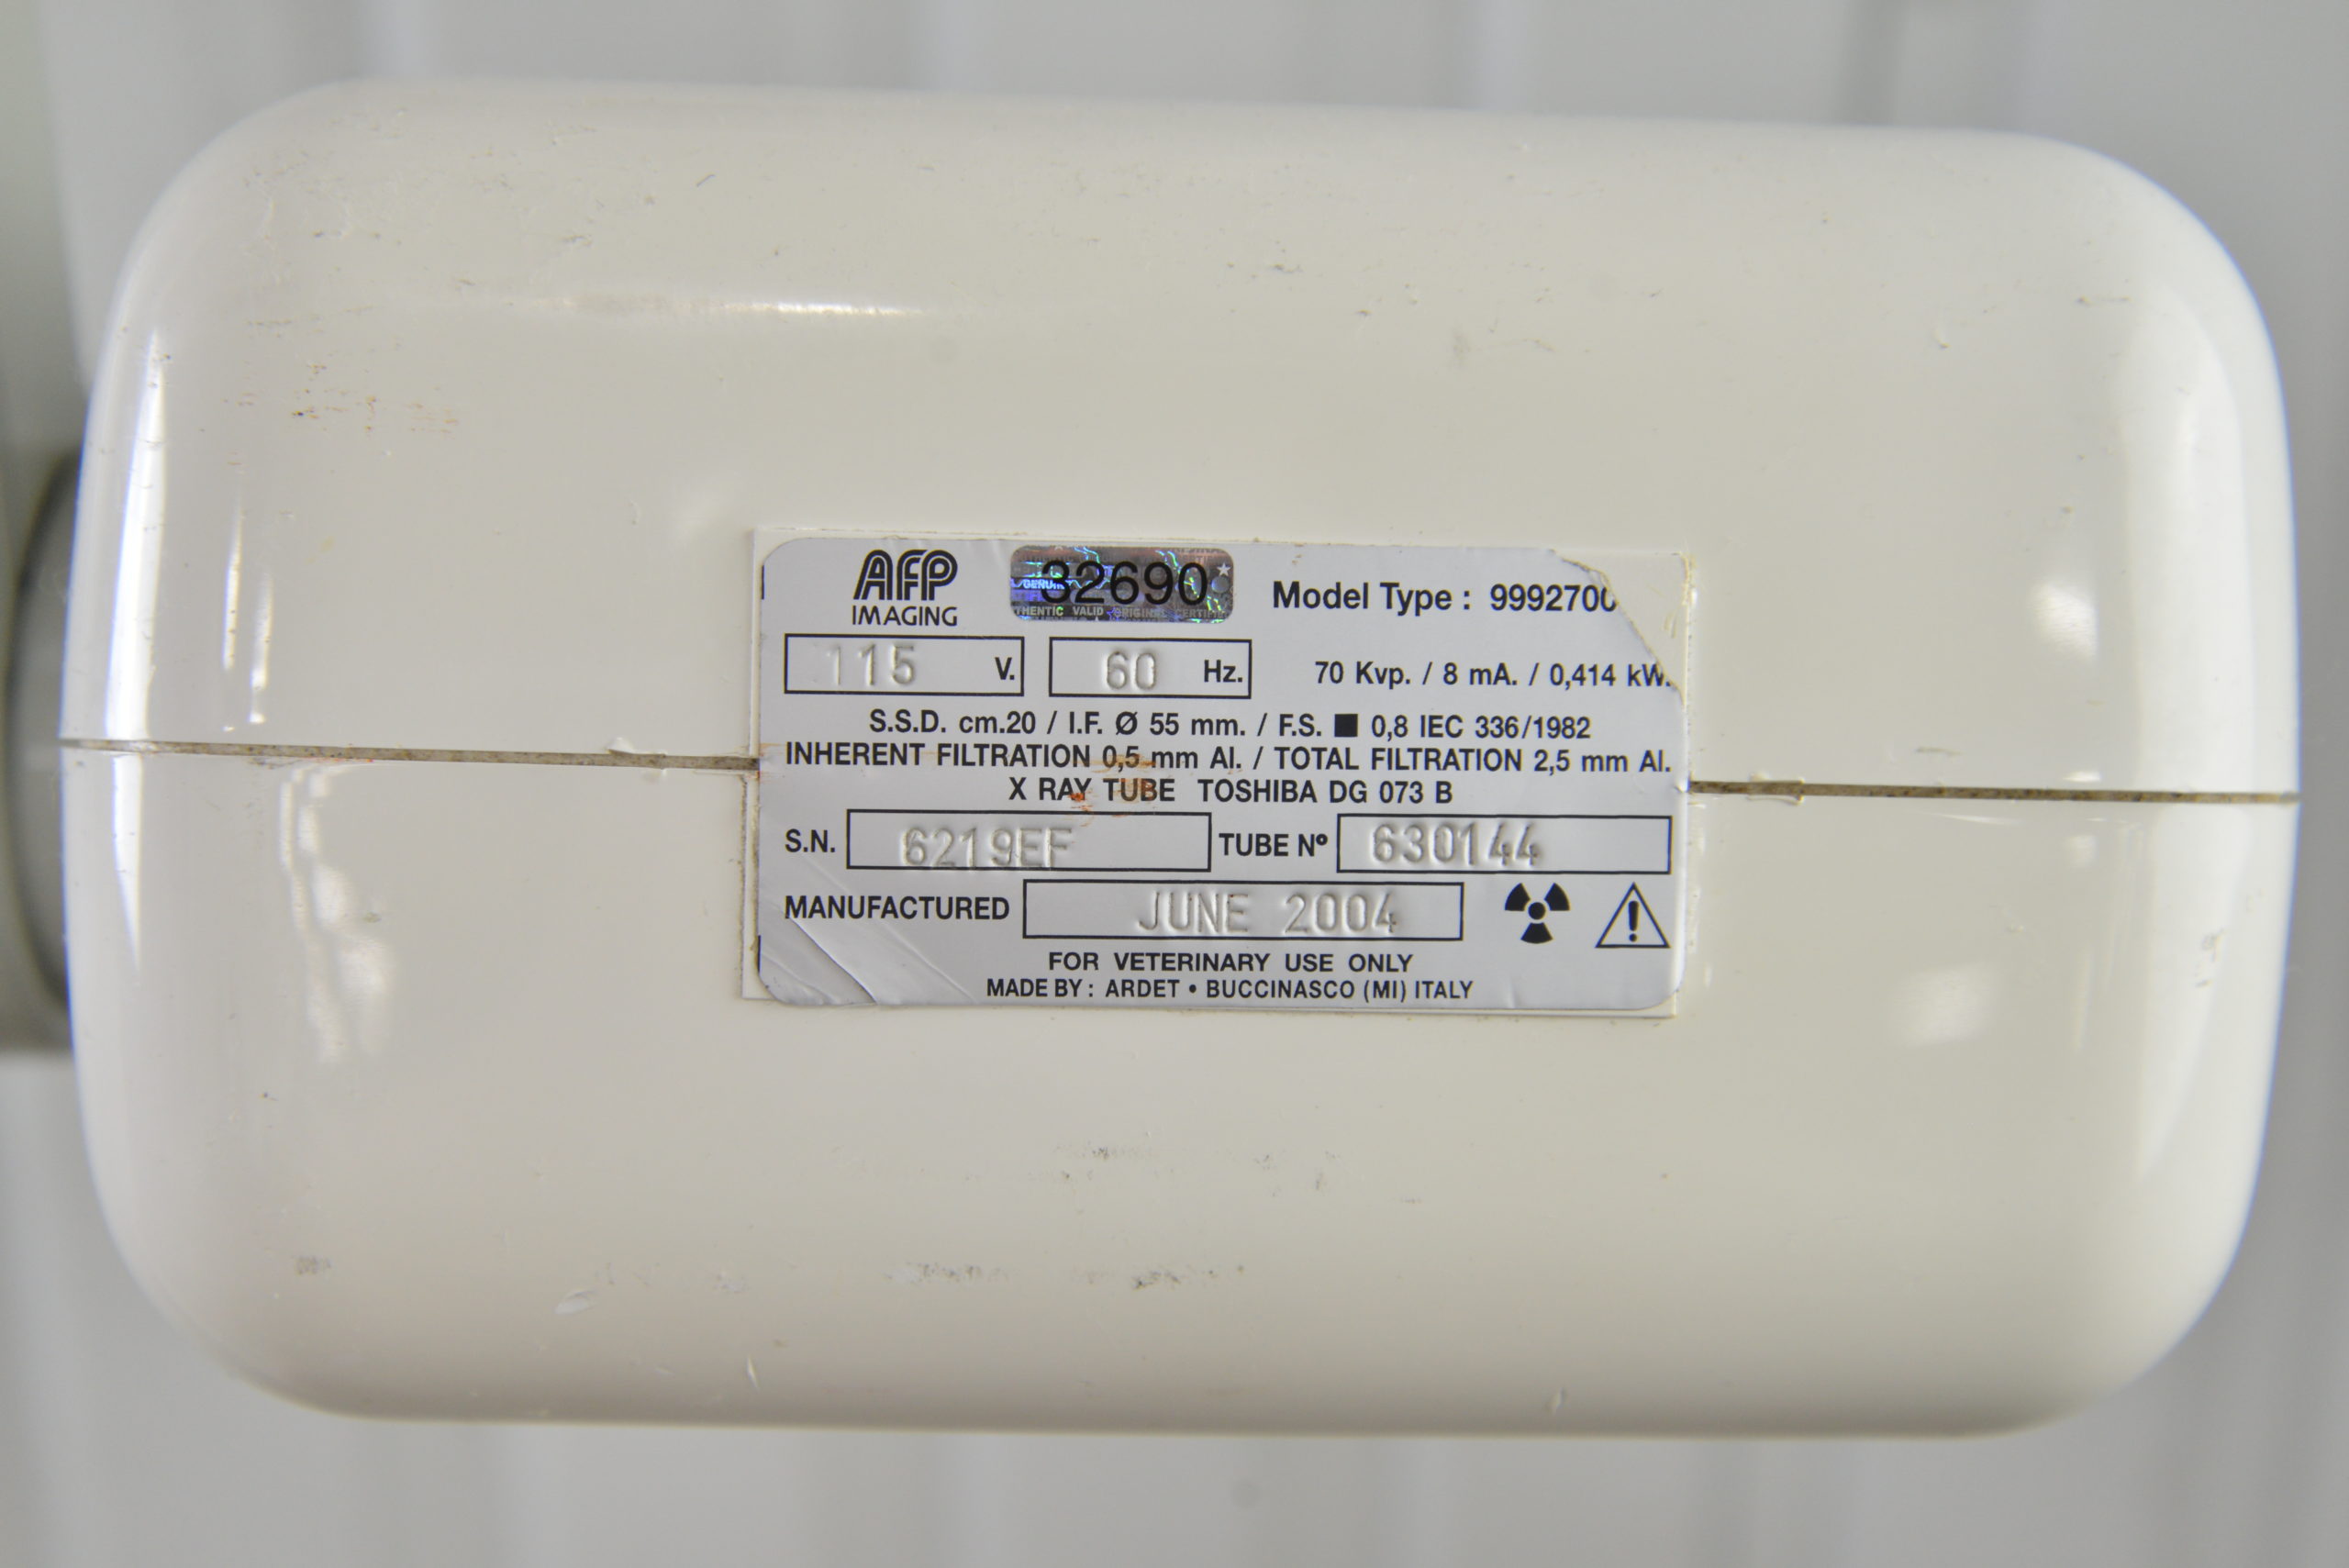 AFP
IMAGING
32690
Model Type : 999270
115 V.
60 Hz.
70 Kvp. / 8 mA. / 0,414 kW.
S.S.D. cm.20 / I.F. Ø 55 mm. / F.S. ■ 0,8 IEC 336/1982
INHERENT FILTRATION 0,5 mm Al. / TOTAL FILTRATION 2,5 mm Al.
X RAY TUBE TOSHIBA DG 073 B
S.N. 6219EF TUBE Nº 630144
MANUFACTURED JUNE 2004
FOR VETERINARY USE ONLY
MADE BY : ARDET • BUCCINASCO (MI) ITALY